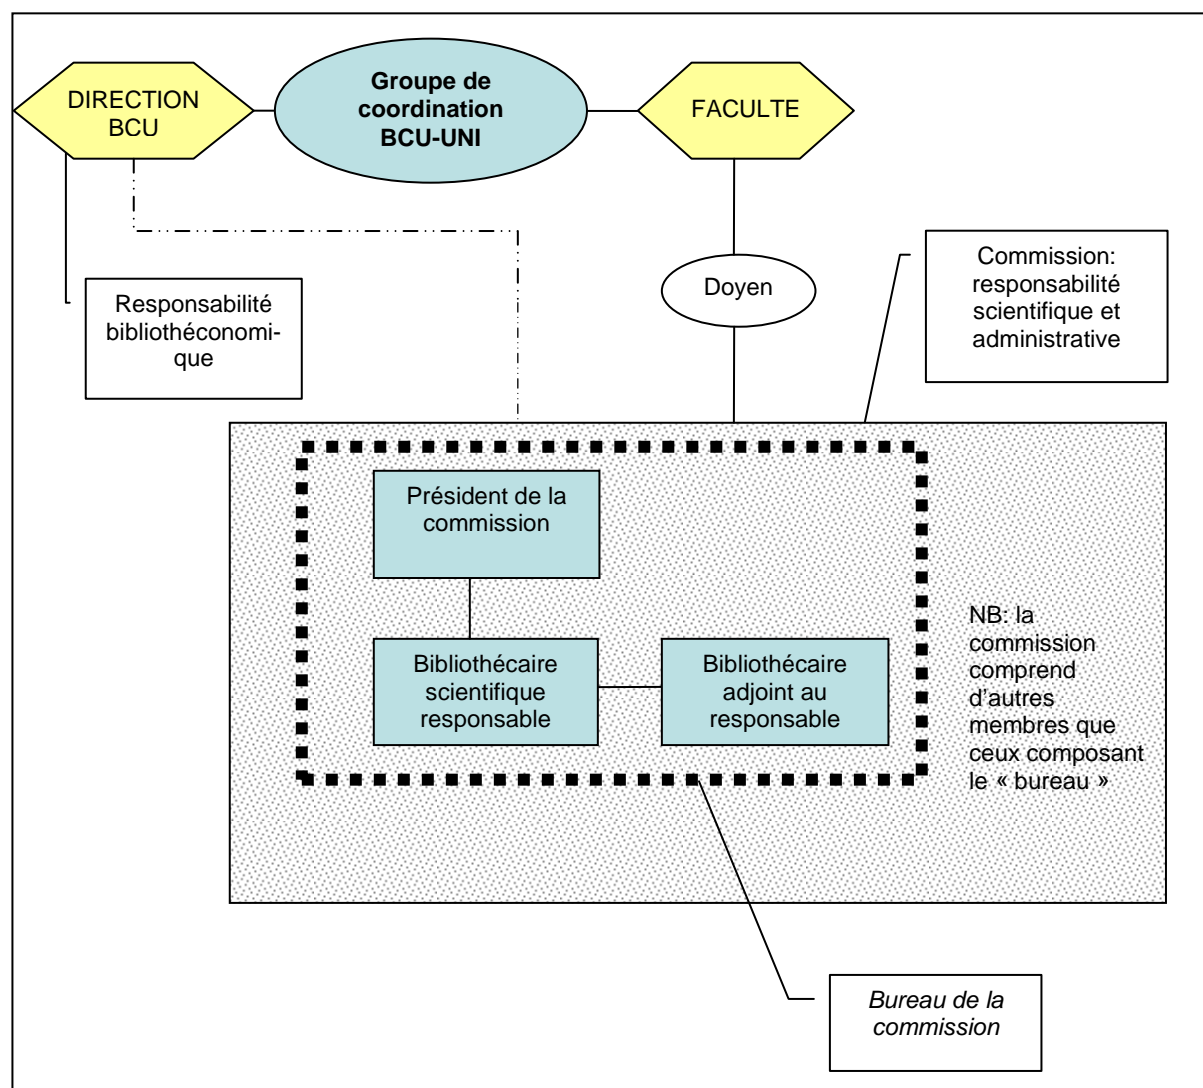 DIRECTION
BCU
Groupe de
coordination
BCU-UNI
FACULTE
Responsabilité
bibliothéconomi-
que
Doyen
Commission:
responsabilité
scientifique et
administrative
Président de la
commission
Bibliothécaire
scientifique
responsable
Bibliothécaire
adjoint au
responsable
NB: la
commission
comprend
d'autres
membres que
ceux composant
le « bureau »
Bureau de la
commission